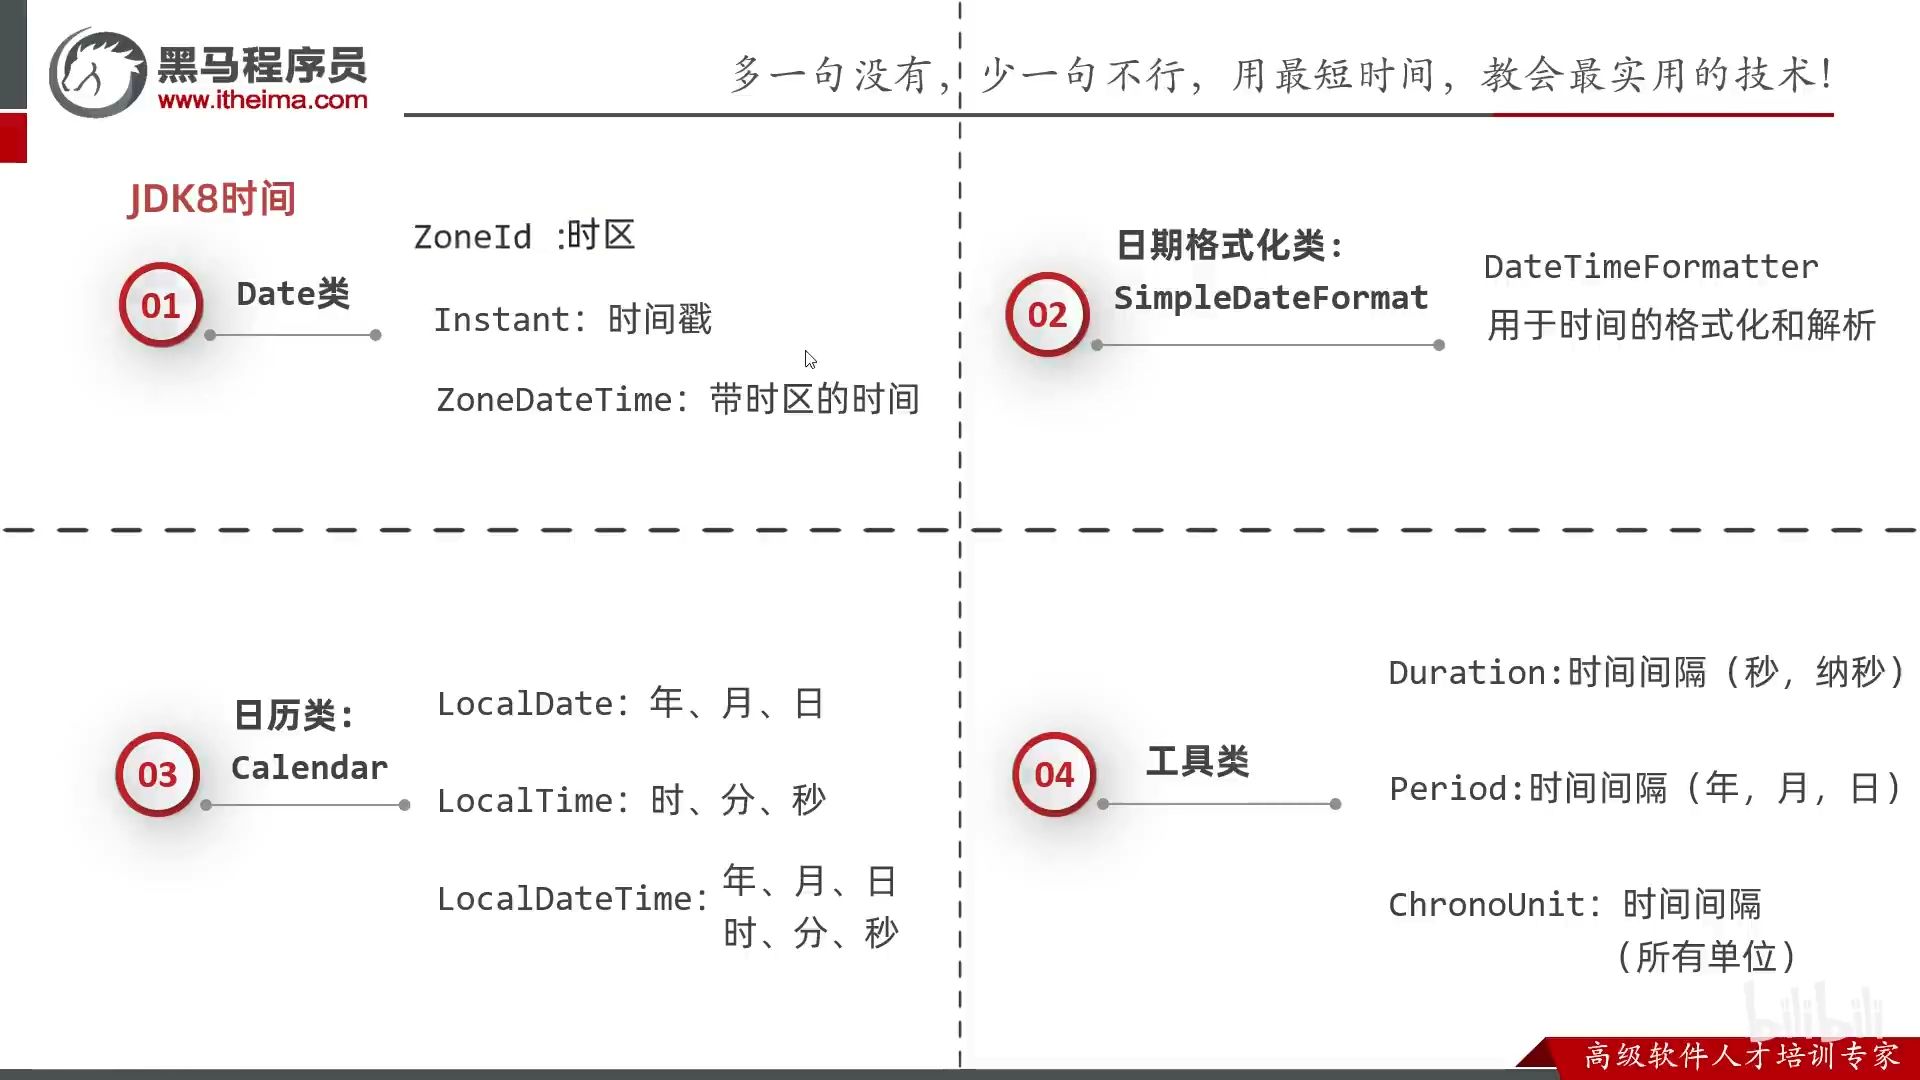 黑马程序员
www.itheima.com
多一句没有，少一句不行，用最短时间，教会最实用的技术！
JDK8时间
01
Date类
ZoneId :时区
Instant：时间戳
ZoneDateTime：带时区的时间
02
日期格式化类：
SimpleDateFormat
DateTimeFormatter
用于时间的格式化和解析
03
日历类：
Calendar
LocalDate：年、月、日
LocalTime：时、分、秒
LocalDateTime：年、月、日
时、分、秒
04
工具类
Duration:时间间隔（秒，纳秒）
Period:时间间隔（年，月，日）
ChronoUnit：时间间隔
（所有单位）
bilibili
高级软件人才培训专家